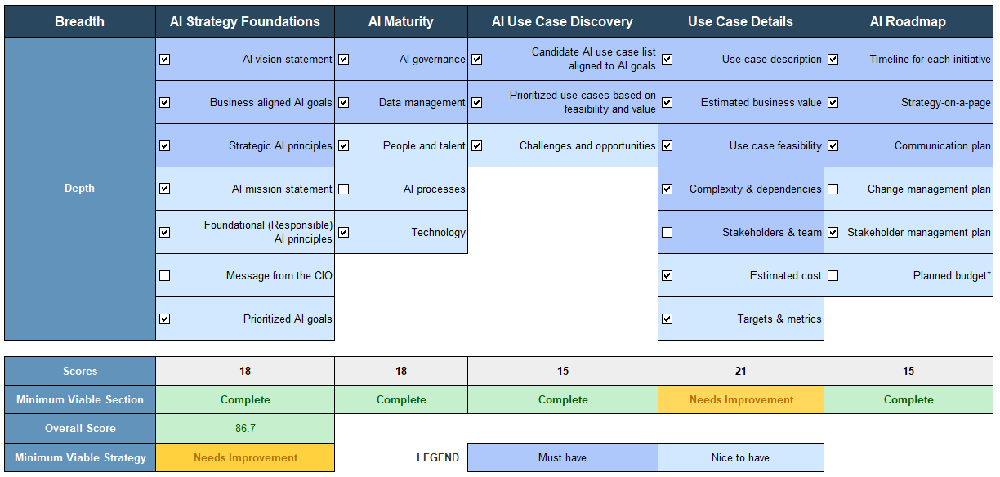 Breadth
AI Strategy Foundations
AI Maturity
AI Use Case Discovery
Use Case Details
AI Roadmap
Depth
AI vision statement
AI governance
Candidate AI use case list
aligned to AI goals
Use case description
Timeline for each initiative
Business aligned AI goals
Data management
Prioritized use cases based on
feasibility and value
Estimated business value
Strategy-on-a-page
Strategic AI principles
People and talent
Challenges and opportunities
Use case feasibility
Communication plan
AI mission statement
AI processes
Complexity & dependencies
Change management plan
Foundational (Responsible)
AI principles
Technology
Stakeholders & team
Stakeholder management plan
Message from the CIO
Estimated cost
Planned budget*
Prioritized AI goals
Targets & metrics
Scores
18
18
15
21
15
Minimum Viable Section
Complete
Complete
Complete
Needs Improvement
Complete
Overall Score
86.7
Minimum Viable Strategy
Needs Improvement
LEGEND
Must have
Nice to have